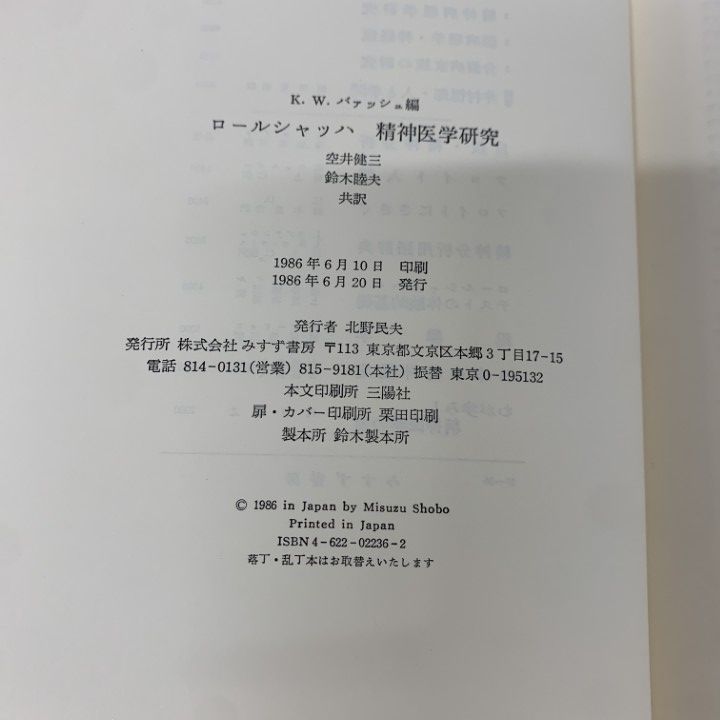 K. W. バァッシュ編
ロールシャッハ 精神医学研究
空井健三
鈴木睦夫
共訳
1986年6月10日 印刷
1986年6月20日 発行
発行者 北野民夫
発行所 株式会社 みすず書房 〒113 東京都文京区本郷3丁目17-15
電話 814-0131(営業) 815-9181(本社) 振替 東京0-195132
本文印刷所 三陽社
扉・カバー印刷所 栗田印刷
製本所 鈴木製本所
© 1986 in Japan by Misuzu Shobo
Printed in Japan
ISBN 4-622-02236-2
落丁・乱丁本はお取替えいたします